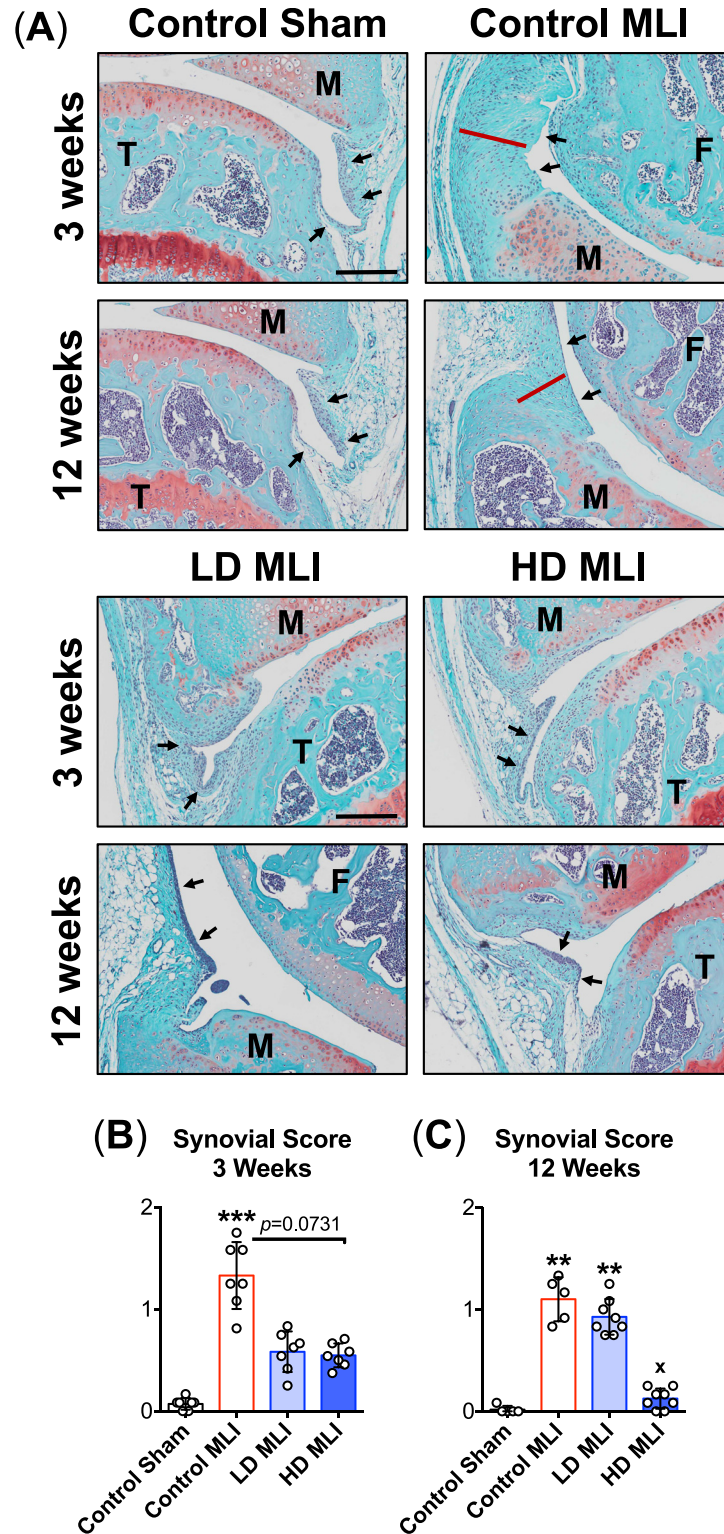 (A) Control Sham Control MLI
3 weeks
M
T
F
M
12 weeks
M
T
F
M
LD MLI HD MLI
3 weeks
M
T
M
T
12 weeks
F
M
M
T
(B) Synovial Score
3 Weeks
2
1
0
***
p=0.0731
Control Sham
Control MLI
LD MLI
HD MLI
(C) Synovial Score
12 Weeks
2
1
0
**
**
x
Control Sham
Control MLI
LD MLI
HD MLI